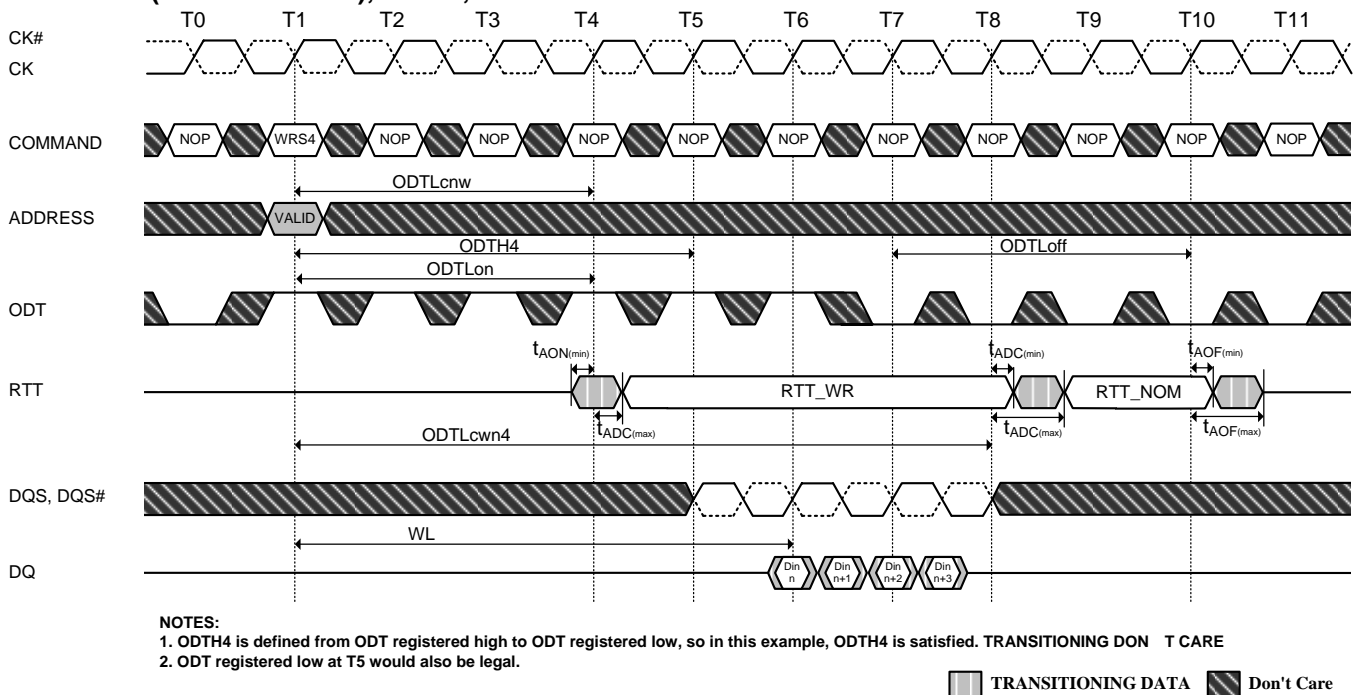 T0 T1 T2 T3 T4 T5 T6 T7 T8 T9 T10 T11
CK#
CK
COMMAND NOP WRS4 NOP NOP NOP NOP NOP NOP NOP NOP NOP NOP
ODTLcnw
ADDRESS VALID
ODTH4 ODTLoff
ODTLon
ODT
tAON(min) tADC(min) tAOF(min)
RTT RTT_WR RTT_NOM
tADC(max) tADC(max) tAOF(max)
ODTLcwn4
DQS, DQS#
WL
DQ Din n Din n+1 Din n+2 Din n+3
NOTES:
1. ODTH4 is defined from ODT registered high to ODT registered low, so in this example, ODTH4 is satisfied. TRANSITIONING DON T CARE
2. ODT registered low at T5 would also be legal.
TRANSITIONING DATA Don't Care